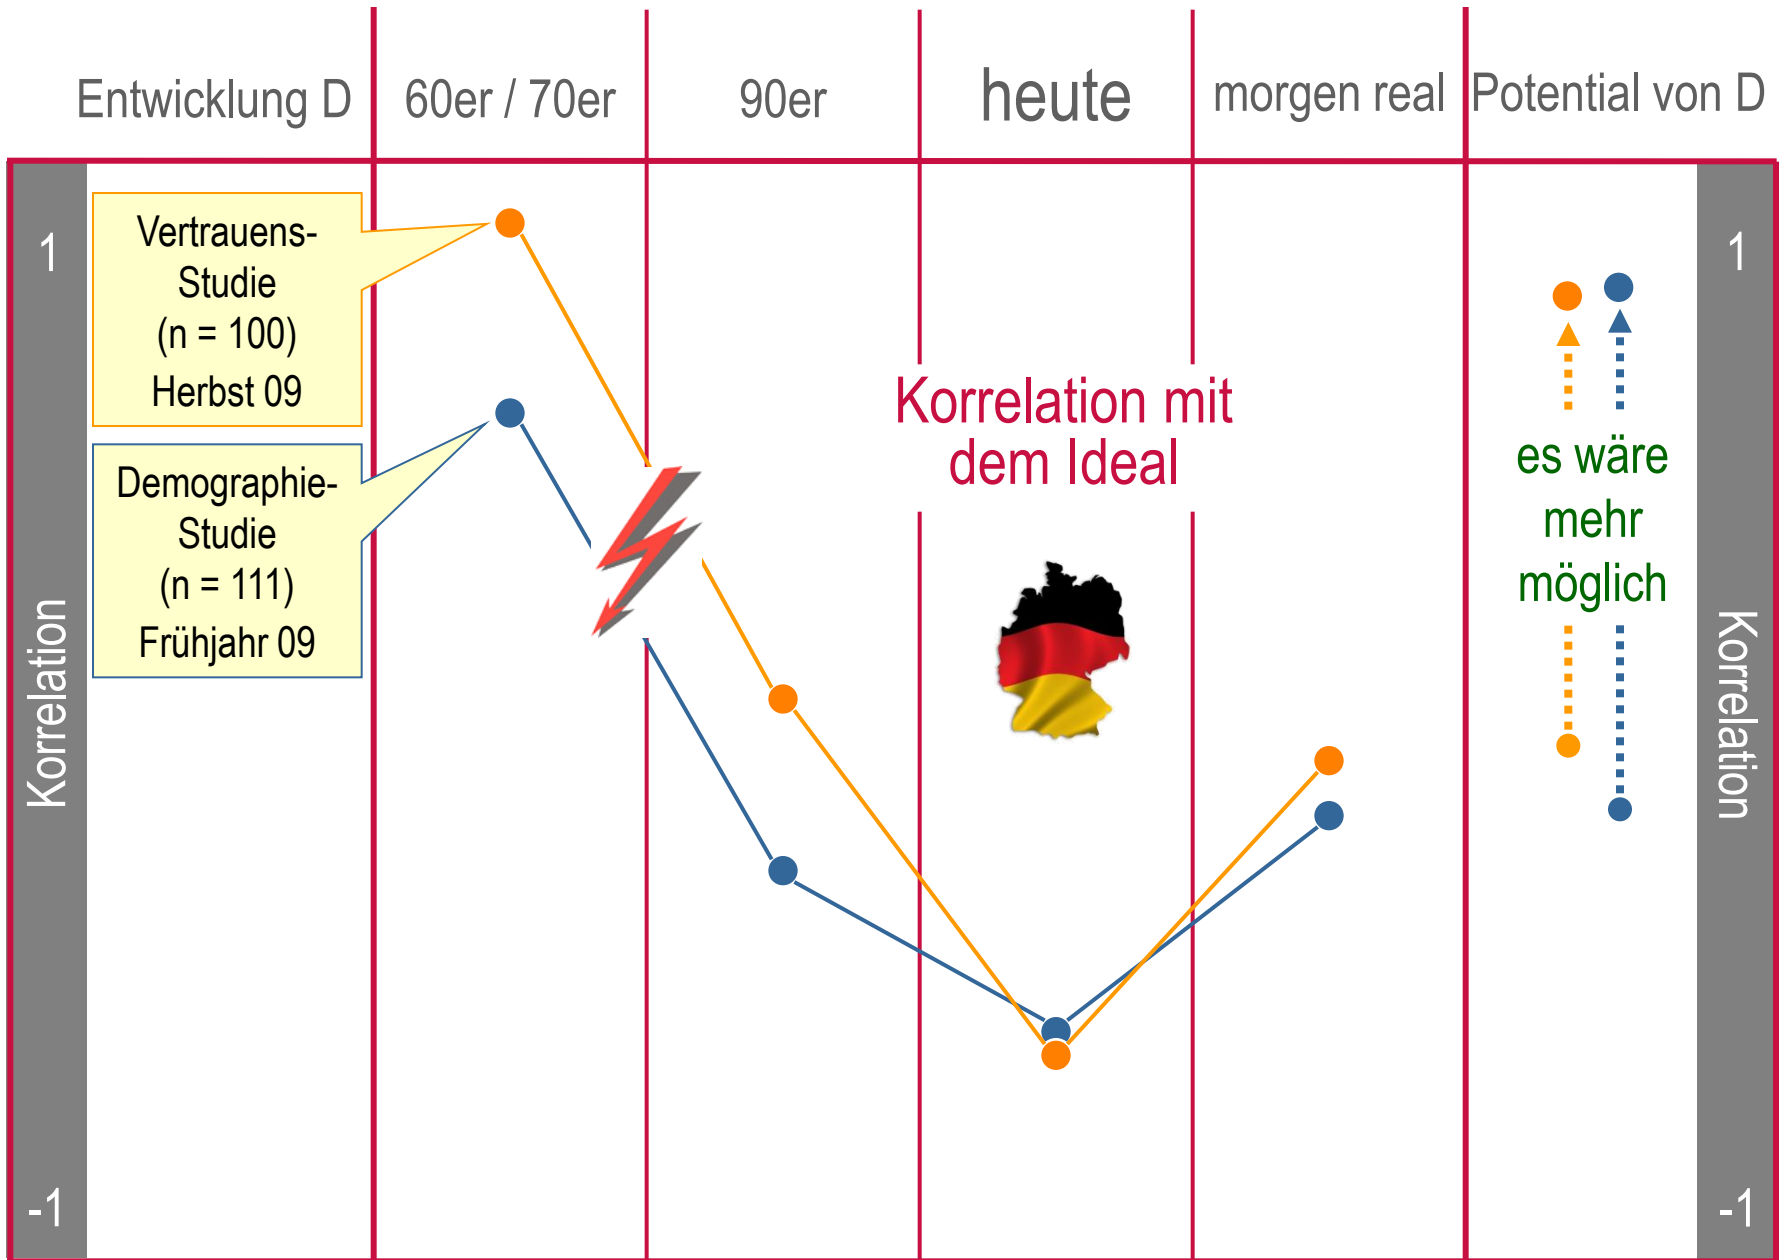 Entwicklung D
60er / 70er
90er
heute
morgen real
Potential von D
1
Vertrauens-
Studie
(n = 100)
Herbst 09
1
Korrelation mit
dem Ideal
Demographie-
Studie
(n = 111)
Frühjahr 09
es wäre
mehr
möglich
Korrelation
Korrelation
-1
-1